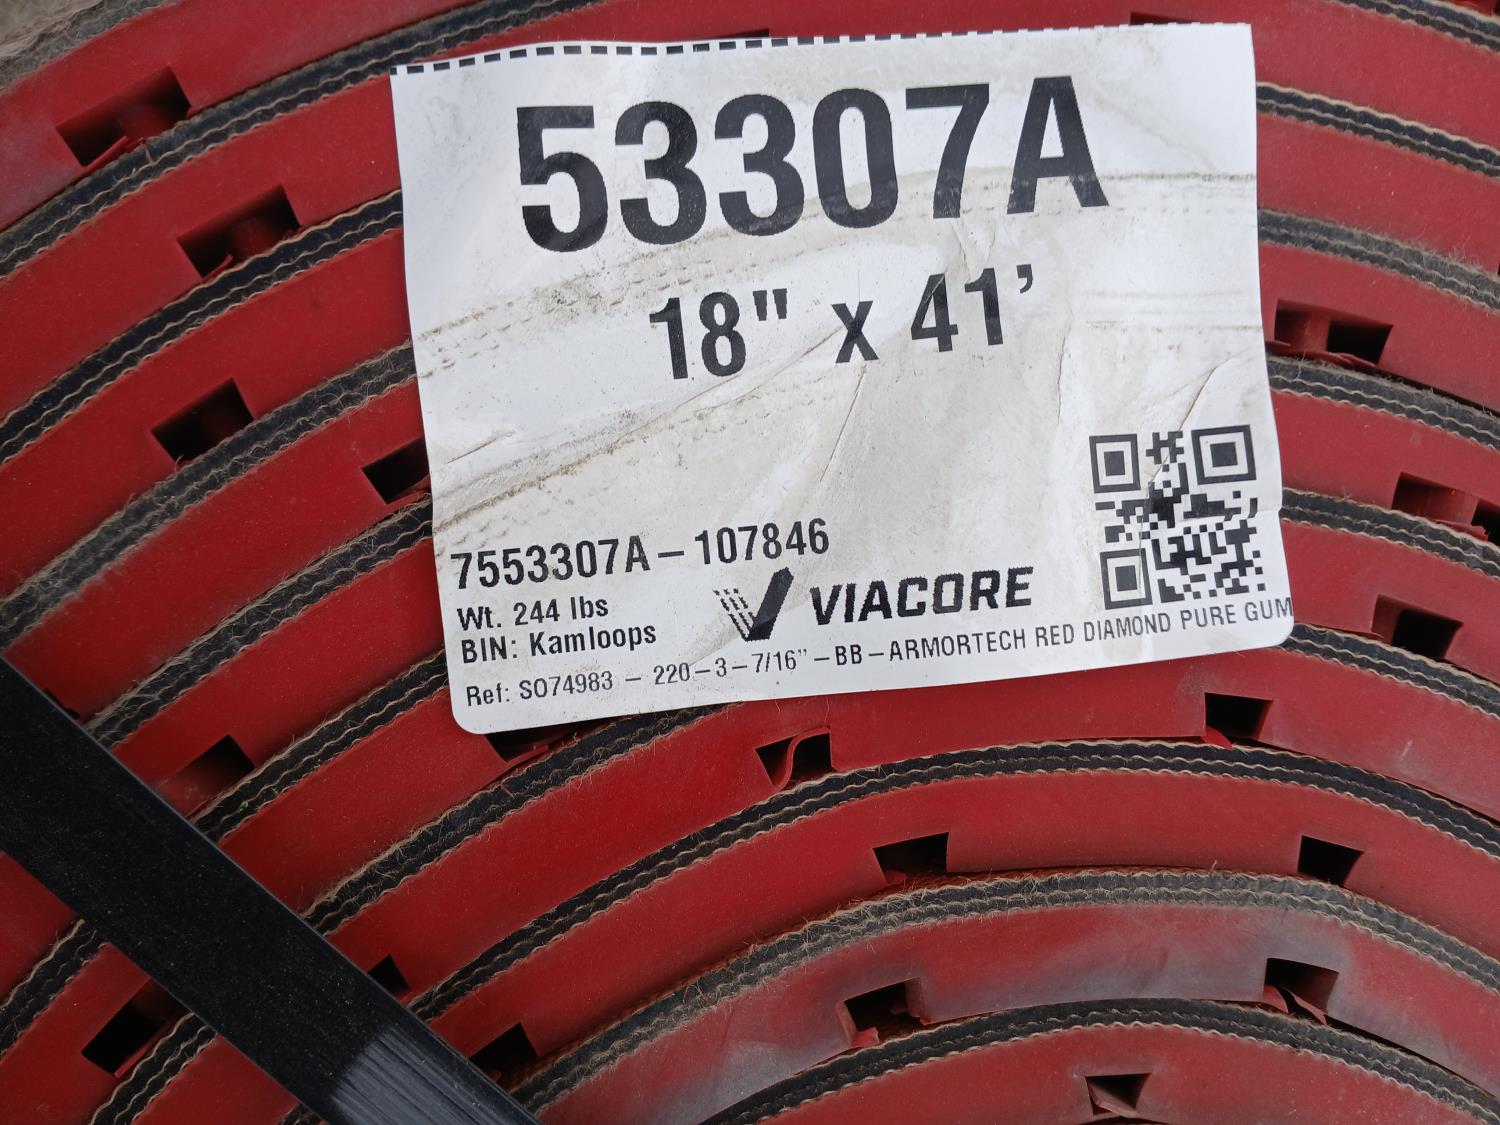 53307A
18" x 41’
7553307A – 107846
Wt. 244 lbs
BIN: Kamloops
VIACORE
Ref: SO74983 – 220–3–7/16” –BB–ARMORTECH RED DIAMOND PURE GUM